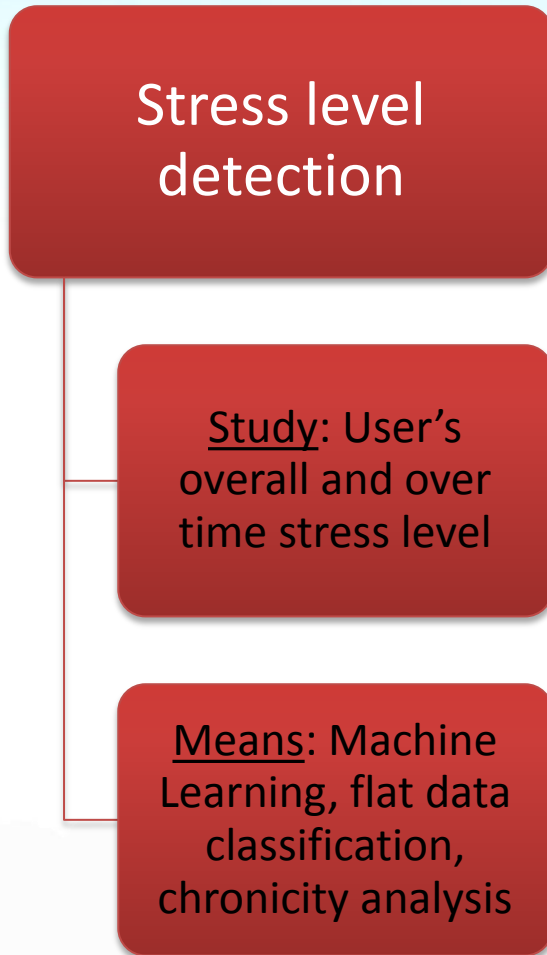 Stress level
detection
Study: User’s
overall and over
time stress level
Means: Machine
Learning, flat data
classification,
chronicity analysis